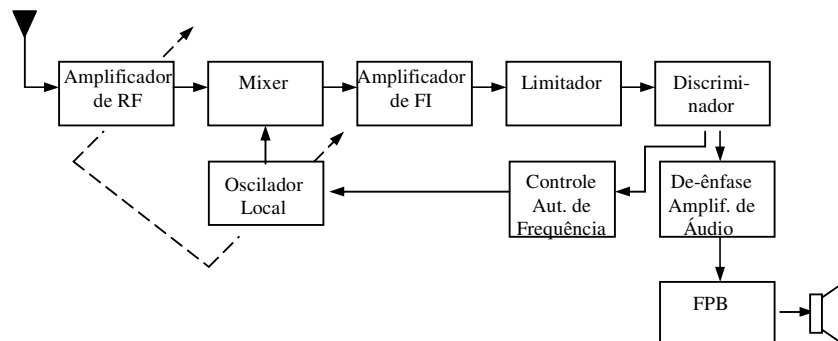 Amplificador
de RF
Mixer
Amplificador
de FI
Limitador
Discrimi-
nador
Oscilador
Local
Controle
Aut. de
Frequência
De-ênfase
Amplif. de
Áudio
FPB